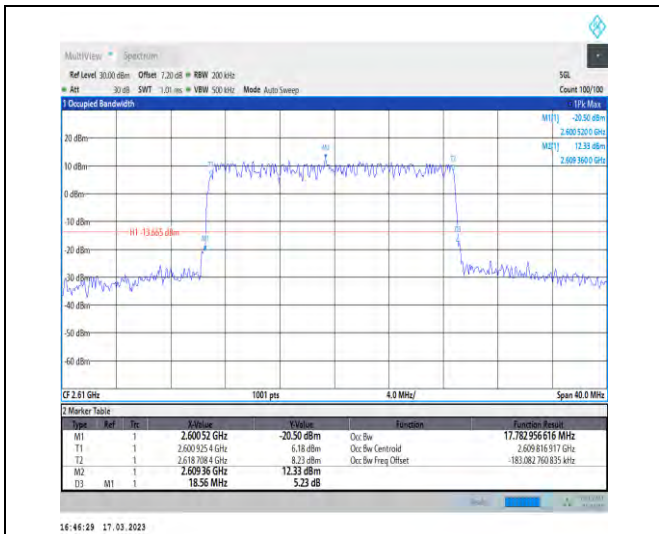 MultiView Spectrum
Ref Level 30.00 dBm Offset 7.20 dB RBW 200 kHz SGL
Att 30 dB SWT 1.01 ms VBW 500 kHz Mode Auto Sweep Count 100/100
1 Occupied Bandwidth 1Pk Max
M1[1] -20.50 dBm
2.600 520 0 GHz
M2[1] 12.33 dBm
2.609 360 0 GHz
20 dBm
M2
T2
10 dBm
0 dBm
-10 dBm
H1 -13.665 dBm
-20 dBm
-30 dBm
-40 dBm
-50 dBm
-60 dBm
CF 2.61 GHz 1001 pts 4.0 MHz/ Span 40.0 MHz
2 Marker Table
Type Ref Trc X-Value Y-Value Function Function Result
M1 1 2.600 52 GHz -20.50 dBm Occ Bw 17.782 956 616 MHz
T1 1 2.600 925 4 GHz 6.18 dBm Occ Bw Centroid 2.609 816 917 GHz
T2 1 2.618 708 4 GHz 8.23 dBm Occ Bw Freq Offset -183.082 760 835 kHz
M2 1 2.609 36 GHz 12.33 dBm
D3 M1 1 18.56 MHz 5.23 dB
16:46:29 17.03.2023